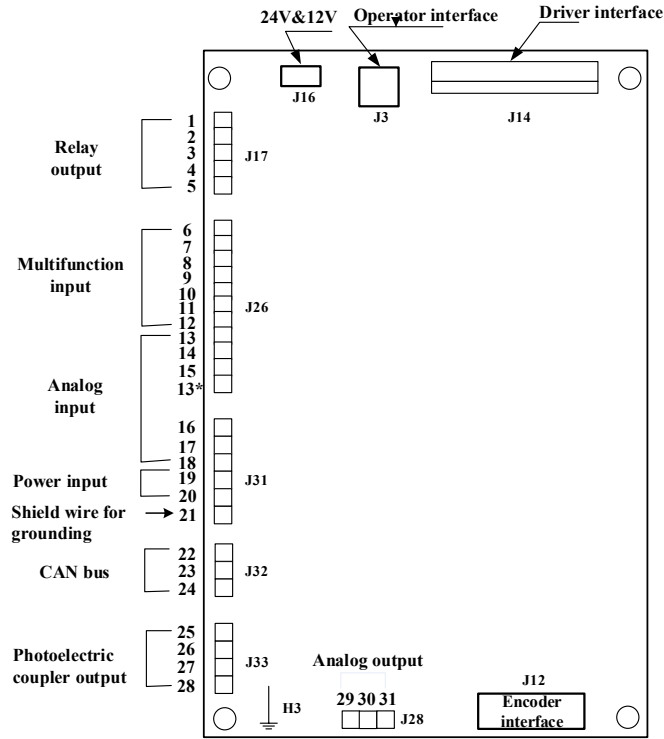 24V&12V
Operator interface
Driver interface
J16
J3
J14
1
2
3
4
5
Relay
output
J17
6
7
8
9
10
11
12
Multifunction
input
J26
13
14
15
13*
Analog
input
16
17
18
19
20
Power input
J31
Shield wire for
grounding
21
22
23
24
CAN bus
J32
25
26
27
28
Photoelectric
coupler output
J33
H3
Analog output
29 30 31
J28
J12
Encoder
interface